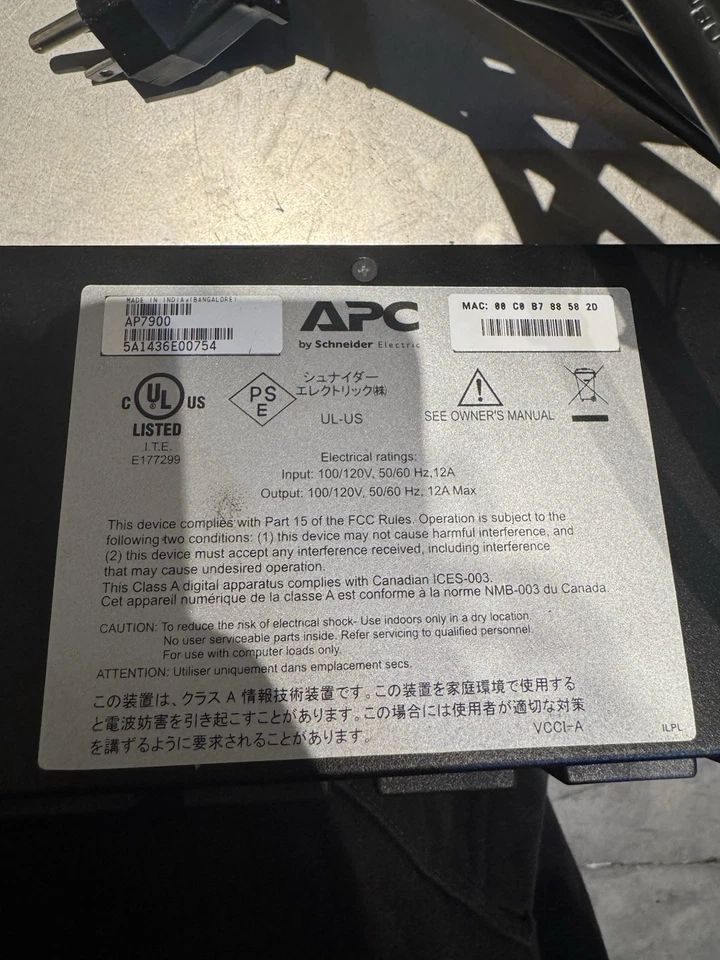 MADE IN INDIA (BANGALORE)
AP7900
5A1436E00754
APC
by Schneider Electric
MAC: 00 C0 B7 88 58 2D
C UL US
LISTED
I.T.E.
E177299
PS
E
シュナイダー
エレクトリック㈱
UL-US
SEE OWNER'S MANUAL
Electrical ratings:
Input: 100/120V, 50/60 Hz,12A
Output: 100/120V, 50/60 Hz, 12A Max
This device complies with Part 15 of the FCC Rules. Operation is subject to the
following two conditions: (1) this device may not cause harmful interference, and
(2) this device must accept any interference received, including interference
that may cause undesired operation.
This Class A digital apparatus complies with Canadian ICES-003.
Cet appareil numérique de la classe A est conforme à la norme NMB-003 du Canada.
CAUTION: To reduce the risk of electrical shock- Use indoors only in a dry location.
No user serviceable parts inside. Refer servicing to qualified personnel.
For use with computer loads only.
ATTENTION: Utiliser uniquement dans emplacement secs.
この装置は、クラス A 情報技術装置です。この装置を家庭環境で使用する
と電波妨害を引き起こすことがあります。この場合には使用者が適切な対策
を講ずるように要求されることがあります。
VCCI-A
ILPL